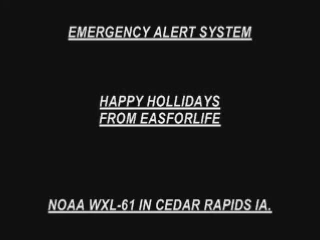 EMERGENCY ALERT SYSTEM
HAPPY HOLLIDAYS
FROM EASFORLIFE
NOAA WXL-61 IN CEDAR RAPIDS IA.